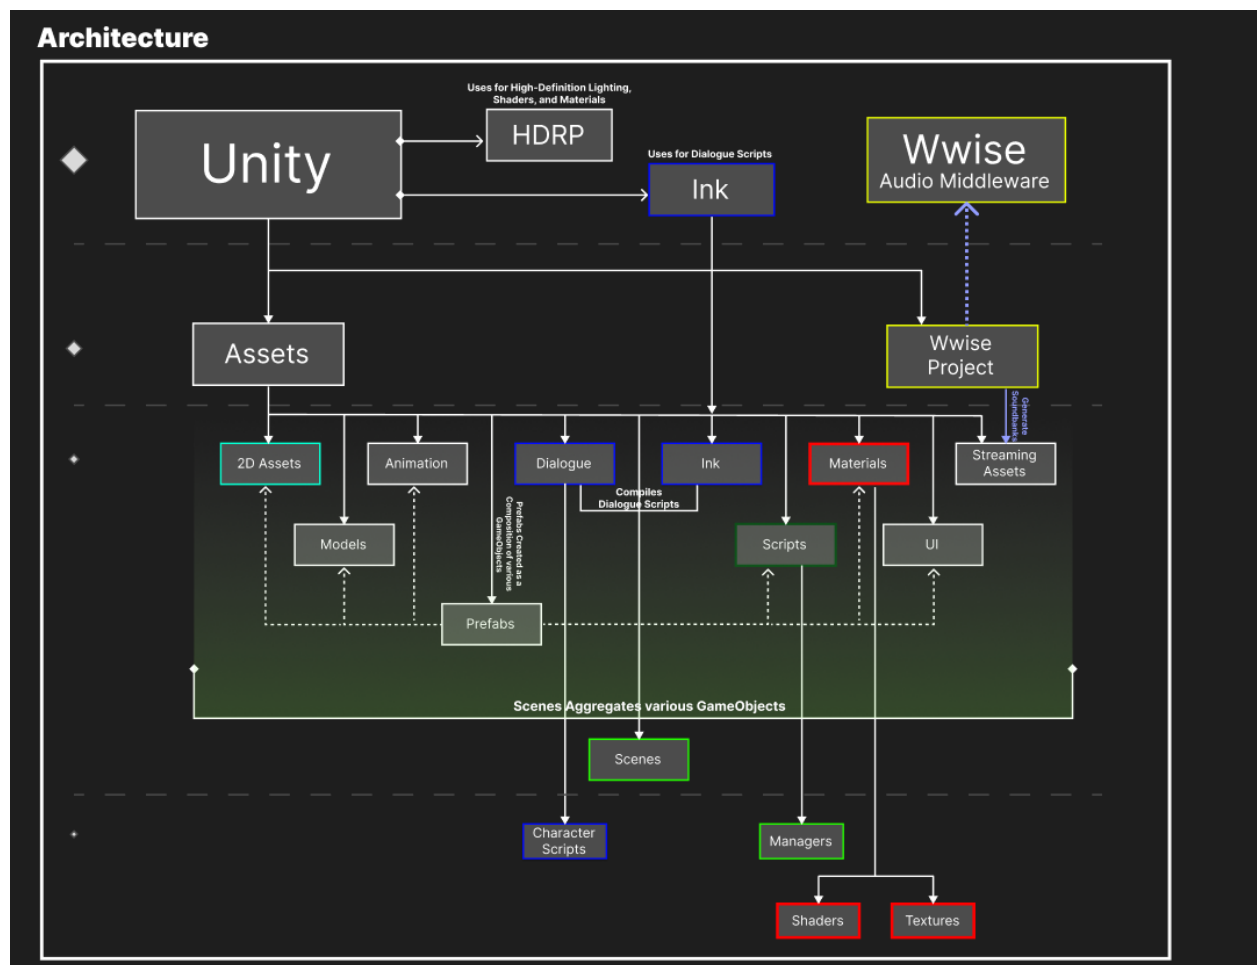 Architecture
Uses for High-Definition Lighting,
Shaders, and Materials
Unity
HDRP
Uses for Dialogue Scripts
Ink
Wwise
Audio Middleware
Assets
Wwise
Project
Generate
Soundbanks
2D Assets
Animation
Dialogue
Ink
Materials
Streaming
Assets
Compiles
Dialogue Scripts
Prefabs Created as a
Composition of various
GameObjects
Models
Scripts
UI
Prefabs
Scenes Aggregates various GameObjects
Scenes
Character
Scripts
Managers
Shaders
Textures